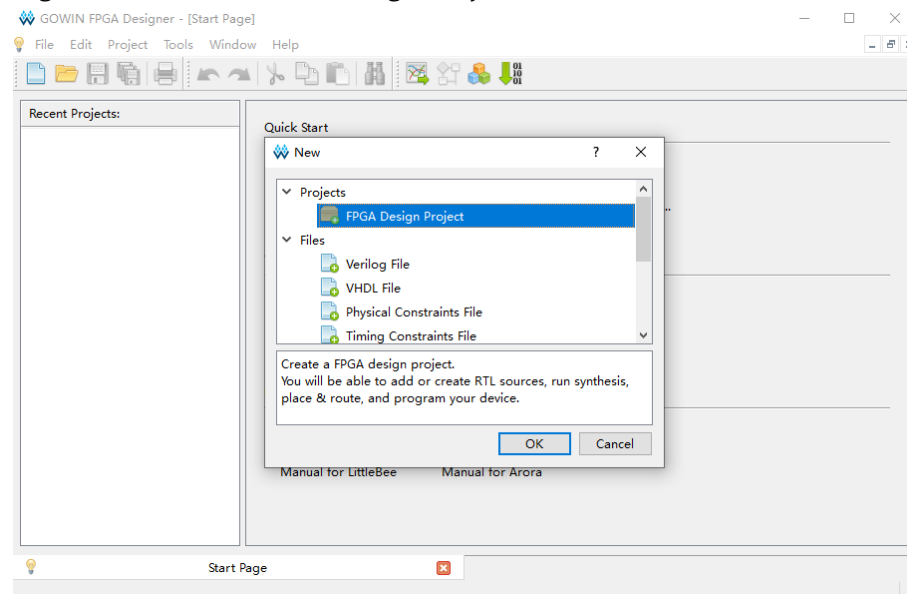 GOWIN FPGA Designer - [Start Page]
File Edit Project Tools Window Help
Recent Projects:
Quick Start
New
Projects
FPGA Design Project
Files
Verilog File
VHDL File
Physical Constraints File
Timing Constraints File
Create a FPGA design project.
You will be able to add or create RTL sources, run synthesis,
place & route, and program your device.
OK Cancel
Manual for LittleBee Manual for Arora
Start Page